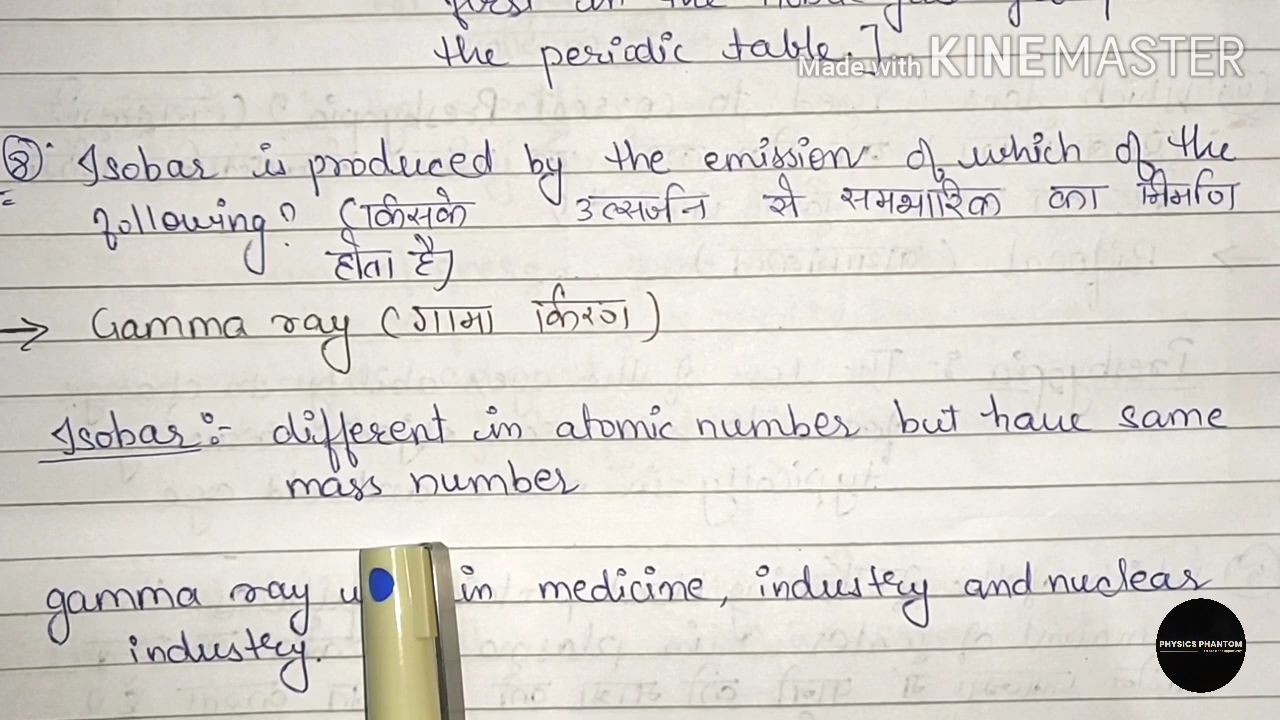 the periodic table.]
Made with KINEMASTER
⑧ Isobar is produced by the emission of which of the
following? (किसके उत्सर्जन से समभारिक का निर्माण
होता है)
→ Gamma ray (गामा किरण)
Isobar :- different in atomic number but have same
mass number
gamma ray in medicine, industry and nuclear
industry.
PHYSICS PHANTOM